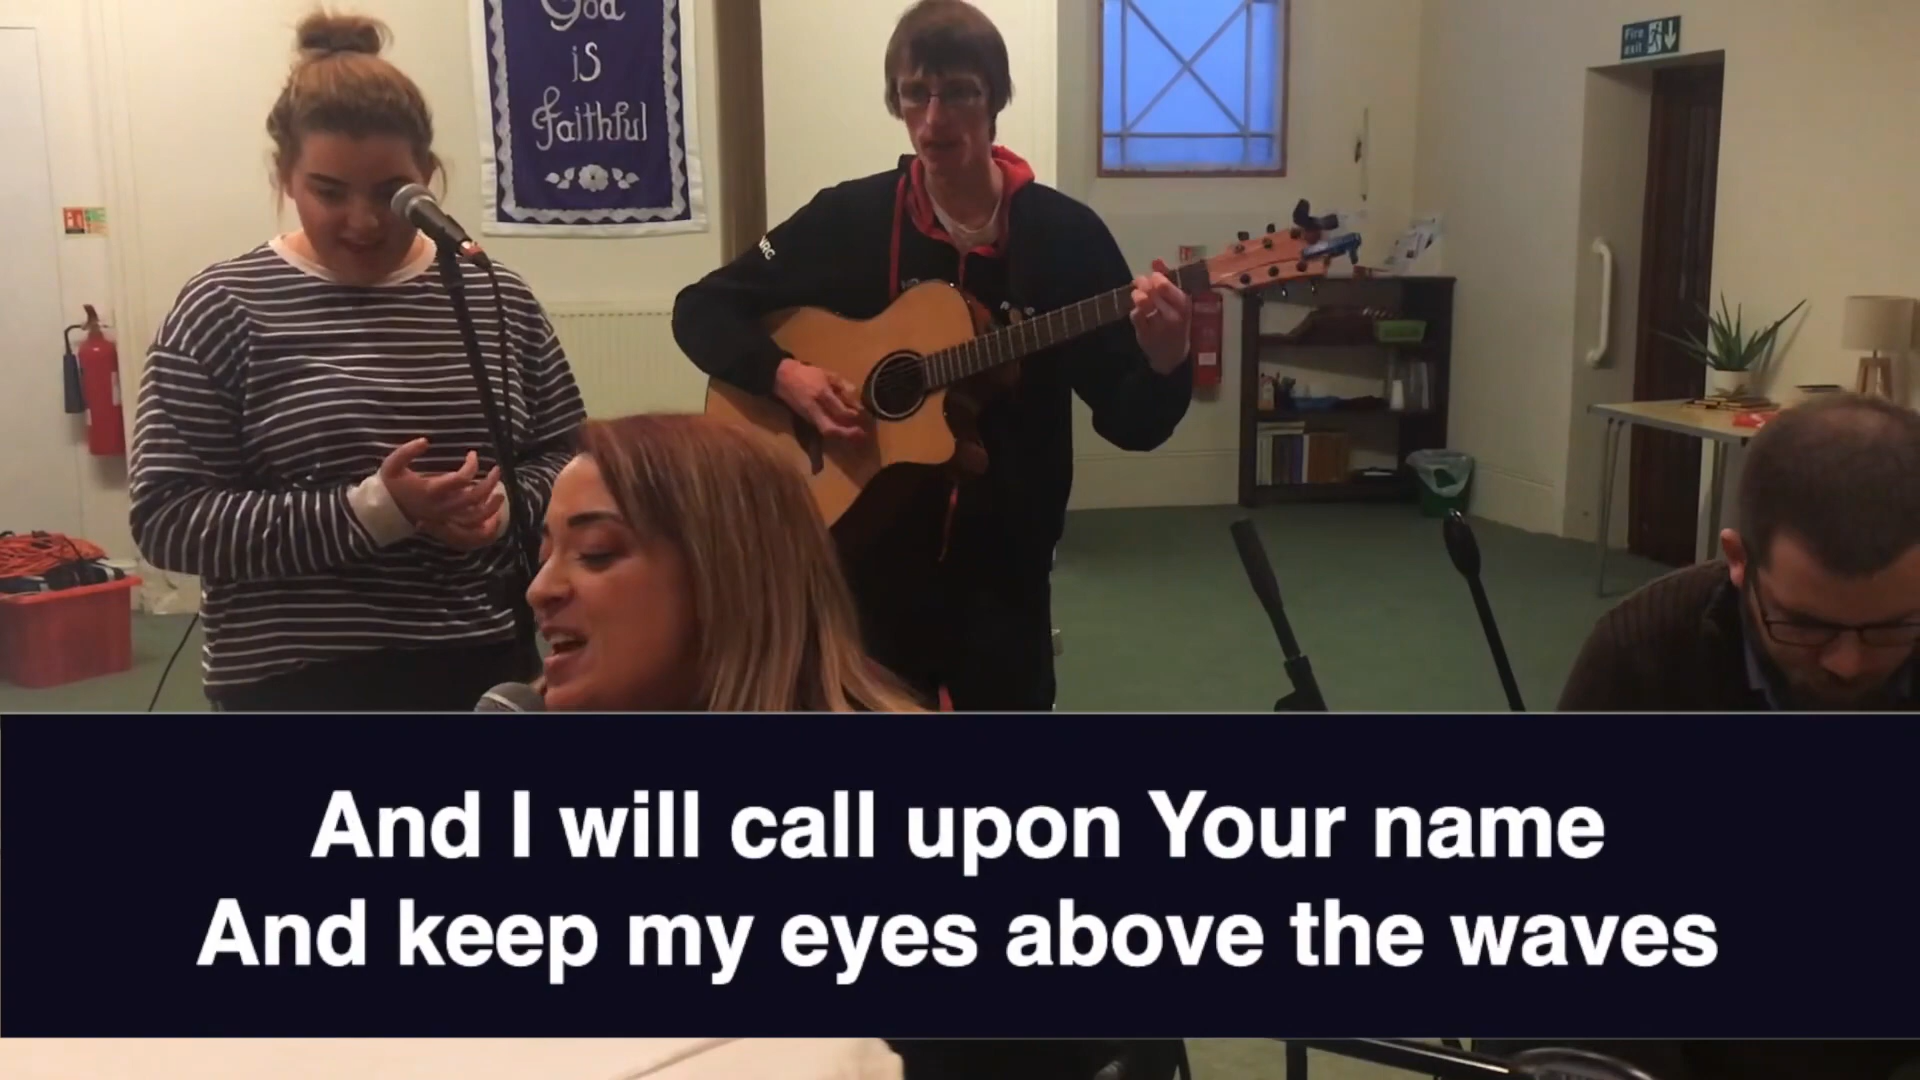 God
is
faithful
Fire
exit
And I will call upon Your name
And keep my eyes above the waves